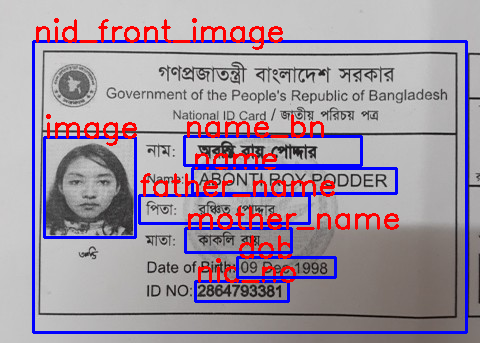 nid_front_image
গণপ্রজাতন্ত্রী বাংলাদেশ সরকার
Government of the People's Republic of Bangladesh
National ID Card / জাতীয় পরিচয় পত্র
image
name_bn
নাম: অবন্তি রায় পোদ্দার
name
Name: ABONTI ROY PODDER
father_name
পিতা: রঞ্চিত পোদ্দার
mother_name
মাতা: কাকলি রায়
dob
Date of Birth: 09 Dec 1998
nid_no
ID NO: 2864793381